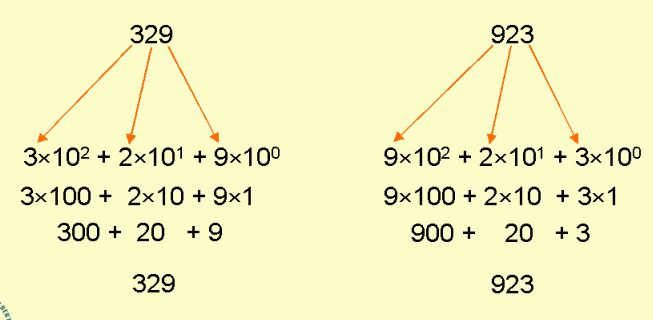 329
3×10² + 2×10¹ + 9×10⁰
3×100 + 2×10 + 9×1
300 + 20 + 9
329
923
9×10² + 2×10¹ + 3×10⁰
9×100 + 2×10 + 3×1
900 + 20 + 3
923